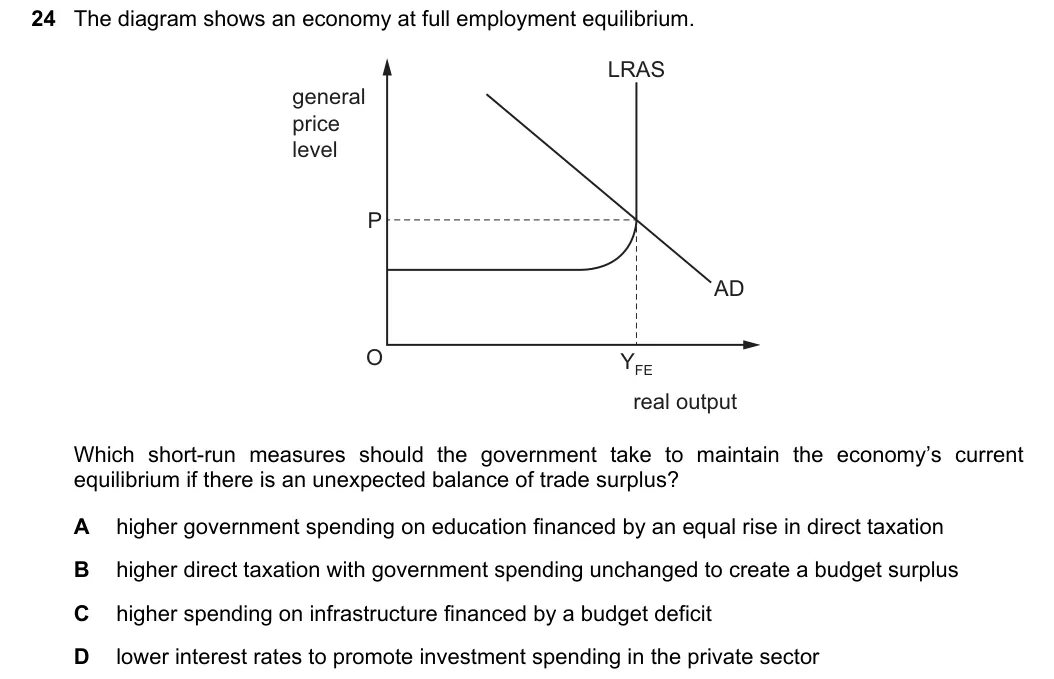 24 The diagram shows an economy at full employment equilibrium.
LRAS
general
price
level
P
AD
O
YFE
real output
Which short-run measures should the government take to maintain the economy's current
equilibrium if there is an unexpected balance of trade surplus?
A higher government spending on education financed by an equal rise in direct taxation
B higher direct taxation with government spending unchanged to create a budget surplus
C higher spending on infrastructure financed by a budget deficit
D lower interest rates to promote investment spending in the private sector